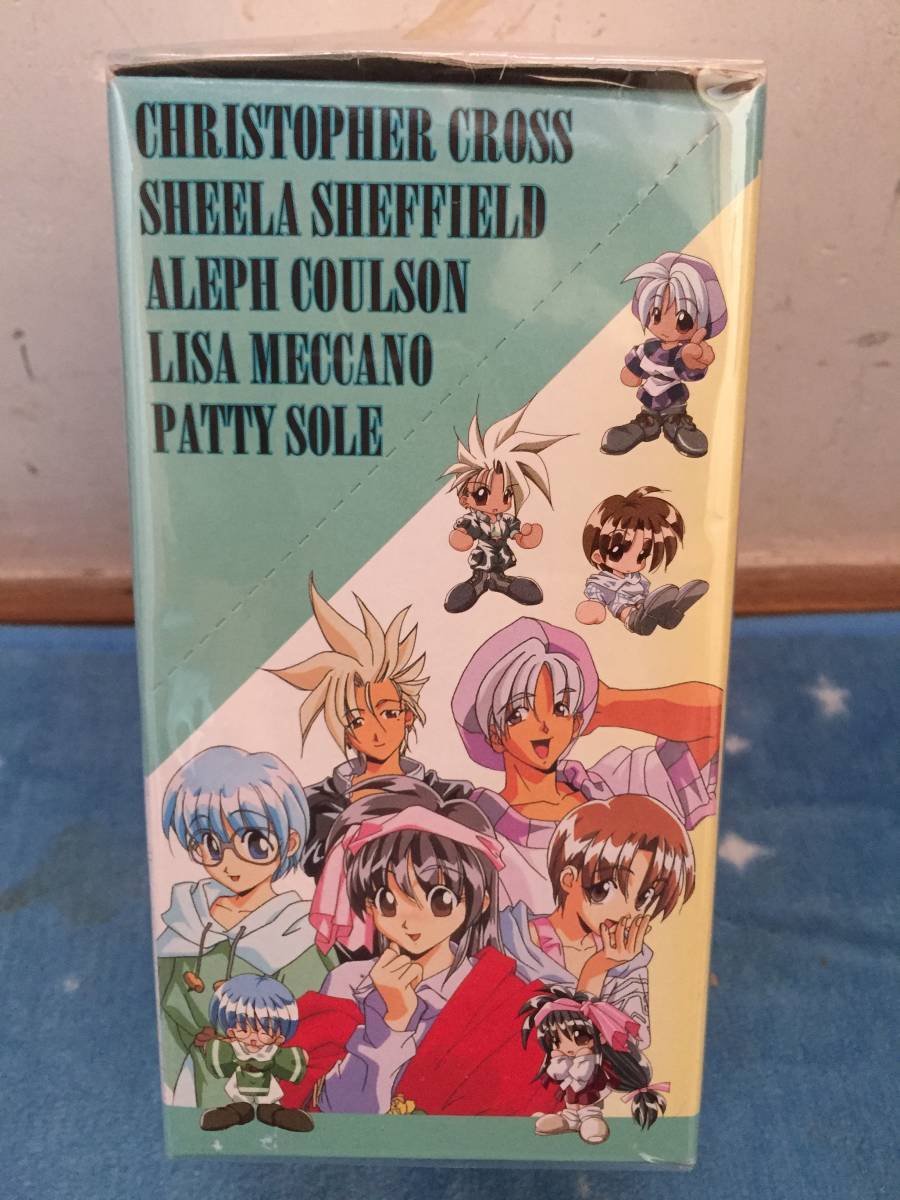 CHRISTOPHER CROSS
SHEELA SHEFFIELD
ALEPH COULSON
LISA MECCANO
PATTY SOLE